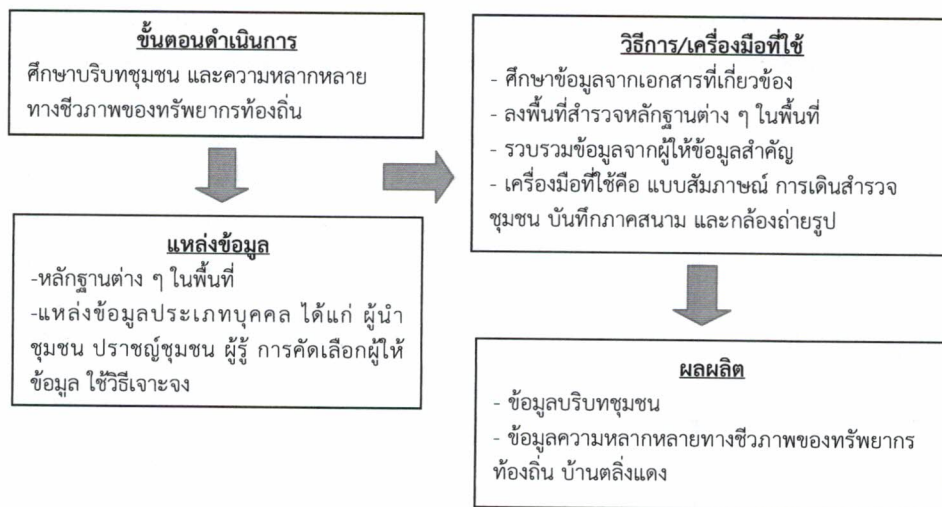 ขั้นตอนดำเนินการ
ศึกษาบริบทชุมชน และความหลากหลาย
ทางชีวภาพของทรัพยากรท้องถิ่น
แหล่งข้อมูล
-หลักฐานต่าง ๆ ในพื้นที่
-แหล่งข้อมูลประเภทบุคคล ได้แก่ ผู้นำ
ชุมชน ปราชญ์ชุมชน ผู้รู้ การคัดเลือกผู้ให้
ข้อมูล ใช้วิธีเจาะจง
วิธีการ/เครื่องมือที่ใช้
- ศึกษาข้อมูลจากเอกสารที่เกี่ยวข้อง
- ลงพื้นที่สำรวจหลักฐานต่าง ๆ ในพื้นที่
- รวบรวมข้อมูลจากผู้ให้ข้อมูลสำคัญ
- เครื่องมือที่ใช้คือ แบบสัมภาษณ์ การเดินสำรวจ
ชุมชน บันทึกภาคสนาม และกล้องถ่ายรูป
ผลผลิต
- ข้อมูลบริบทชุมชน
- ข้อมูลความหลากหลายทางชีวภาพของทรัพยากร
ท้องถิ่น บ้านตลิ่งแดง